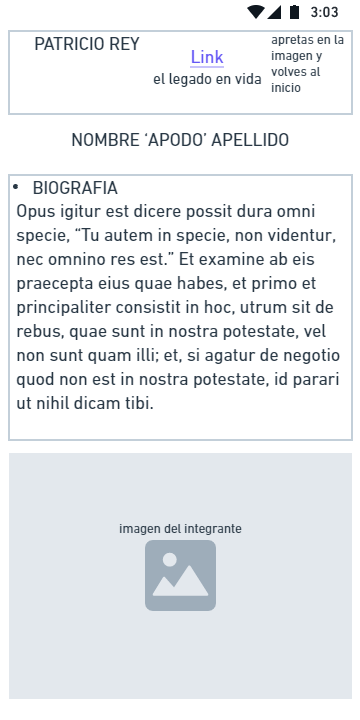 3:03
PATRICIO REY
Link
el legado en vida
apretas en la
imagen y
volves al
inicio
NOMBRE ‘APODO’ APELLIDO
• BIOGRAFIA
Opus igitur est dicere possit dura omni
specie, “Tu autem in specie, non videntur,
nec omnino res est.” Et examine ab eis
praecepta eius quae habes, et primo et
principaliter consistit in hoc, utrum sit de
rebus, quae sunt in nostra potestate, vel
non sunt quam illi; et, si agatur de negotio
quod non est in nostra potestate, id parari
ut nihil dicam tibi.
imagen del integrante